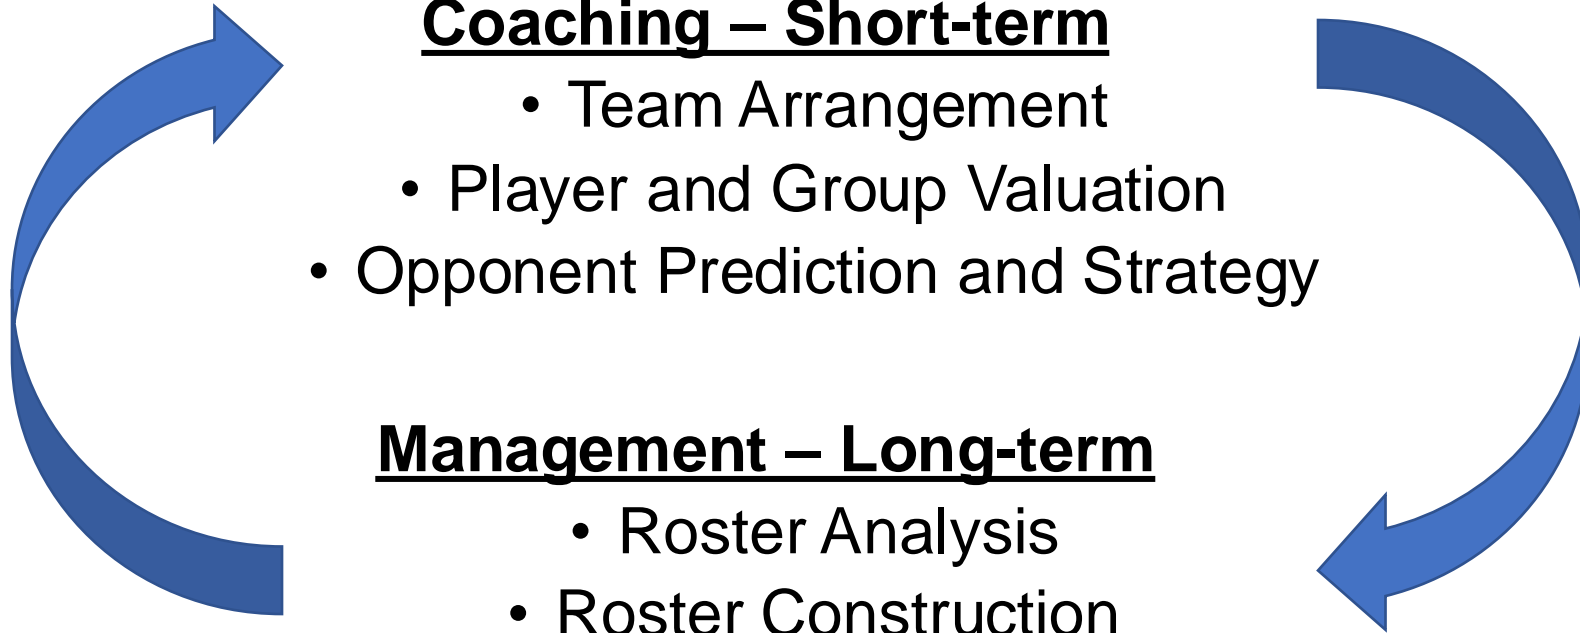 Coaching – Short-term
• Team Arrangement
• Player and Group Valuation
• Opponent Prediction and Strategy
Management – Long-term
• Roster Analysis
• Roster Construction